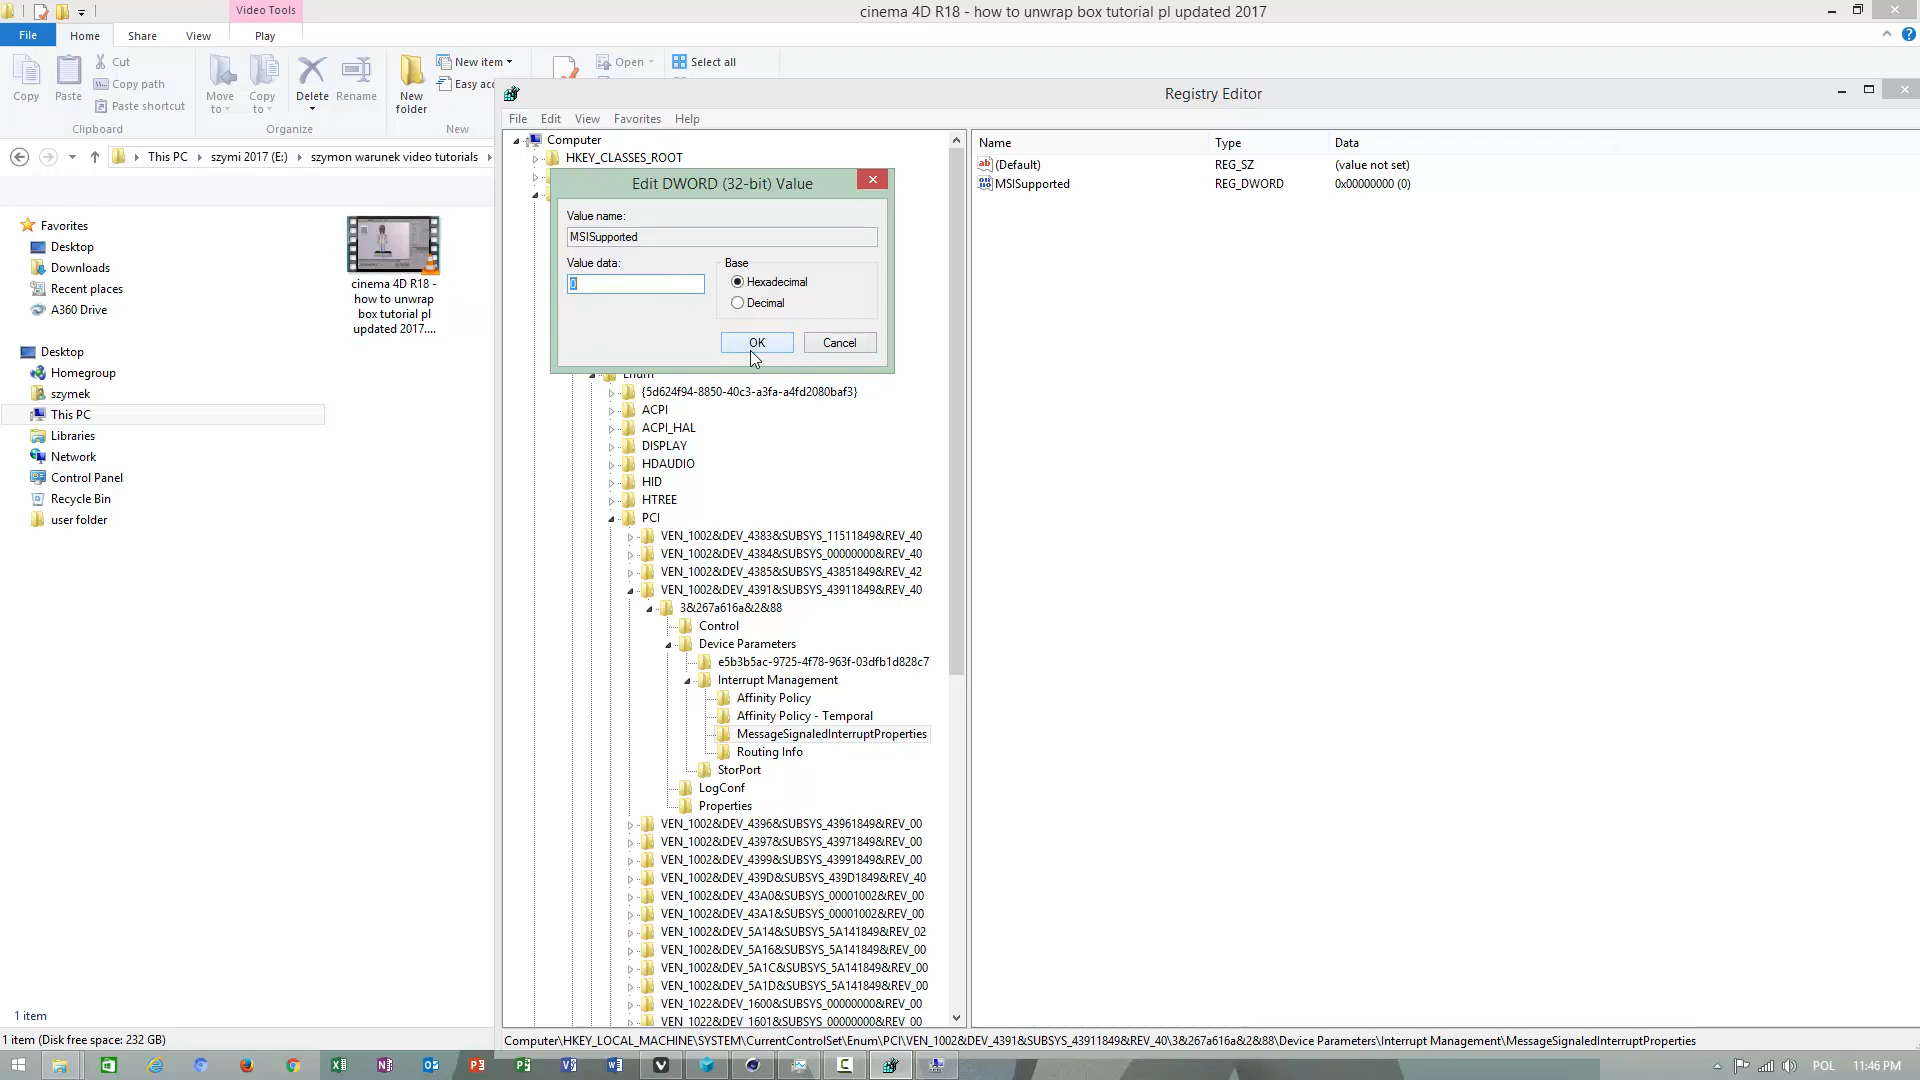 Video Tools
cinema 4D R18 - how to unwrap box tutorial pl updated 2017
File
Home
Share
View
Play
Copy
Paste
Cut
Copy path
Paste shortcut
Clipboard
Move to
Copy to
Delete
Rename
Organize
New folder
New item
Easy acc
New
Open
Select all
This PC
szymi 2017 (E:)
szymon warunek video tutorials
Favorites
Desktop
Downloads
Recent places
A360 Drive
Desktop
Homegroup
szymek
This PC
Libraries
Network
Control Panel
Recycle Bin
user folder
cinema 4D R18 -
how to unwrap
box tutorial pl
updated 2017....
1 item
1 item (Disk free space: 232 GB)
Registry Editor
File Edit View Favorites Help
Computer
HKEY_CLASSES_ROOT
Edit DWORD (32-bit) Value
Value name:
MSISupported
Value data:
0
Base
Hexadecimal
Decimal
OK
Cancel
Enum
{5d624f94-8850-40c3-a3fa-a4fd2080baf3}
ACPI
ACPI_HAL
DISPLAY
HDAUDIO
HID
HTREE
PCI
VEN_1002&DEV_4383&SUBSYS_11511849&REV_40
VEN_1002&DEV_4384&SUBSYS_00000000&REV_40
VEN_1002&DEV_4385&SUBSYS_43851849&REV_42
VEN_1002&DEV_4391&SUBSYS_43911849&REV_40
3&267a616a&2&88
Control
Device Parameters
e5b3b5ac-9725-4f78-963f-03dfb1d828c7
Interrupt Management
Affinity Policy
Affinity Policy - Temporal
MessageSignaledInterruptProperties
Routing Info
StorPort
LogConf
Properties
VEN_1002&DEV_4396&SUBSYS_43961849&REV_00
VEN_1002&DEV_4397&SUBSYS_43971849&REV_00
VEN_1002&DEV_4399&SUBSYS_43991849&REV_00
VEN_1002&DEV_439D&SUBSYS_439D1849&REV_40
VEN_1002&DEV_43A0&SUBSYS_00001002&REV_00
VEN_1002&DEV_43A1&SUBSYS_00001002&REV_00
VEN_1002&DEV_5A14&SUBSYS_5A141849&REV_02
VEN_1002&DEV_5A16&SUBSYS_5A141849&REV_00
VEN_1002&DEV_5A1C&SUBSYS_5A141849&REV_00
VEN_1002&DEV_5A1D&SUBSYS_5A141849&REV_00
VEN_1022&DEV_1600&SUBSYS_00000000&REV_00
VEN_1022&DEV_1601&SUBSYS_00000000&REV_00
Name Type Data
(Default) REG_SZ (value not set)
MSISupported REG_DWORD 0x00000000 (0)
Computer\HKEY_LOCAL_MACHINE\SYSTEM\CurrentControlSet\Enum\PCI\VEN_1002&DEV_4391&SUBSYS_43911849&REV_40\3&267a616a&2&88\Device Parameters\Interrupt Management\MessageSignaledInterruptProperties
POL 11:46 PM